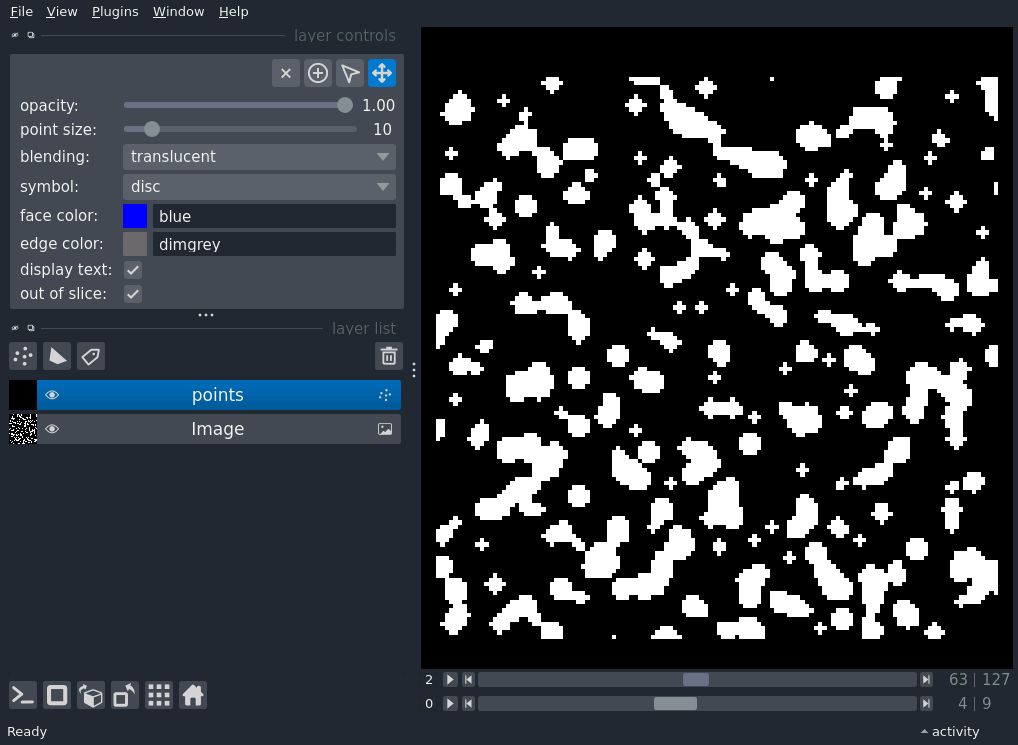 File View Plugins Window Help
layer controls
opacity: 1.00
point size: 10
blending: translucent
symbol: disc
face color: blue
edge color: dimgrey
display text:
out of slice:
layer list
points
Image
2 63 | 127
0 4 | 9
Ready activity